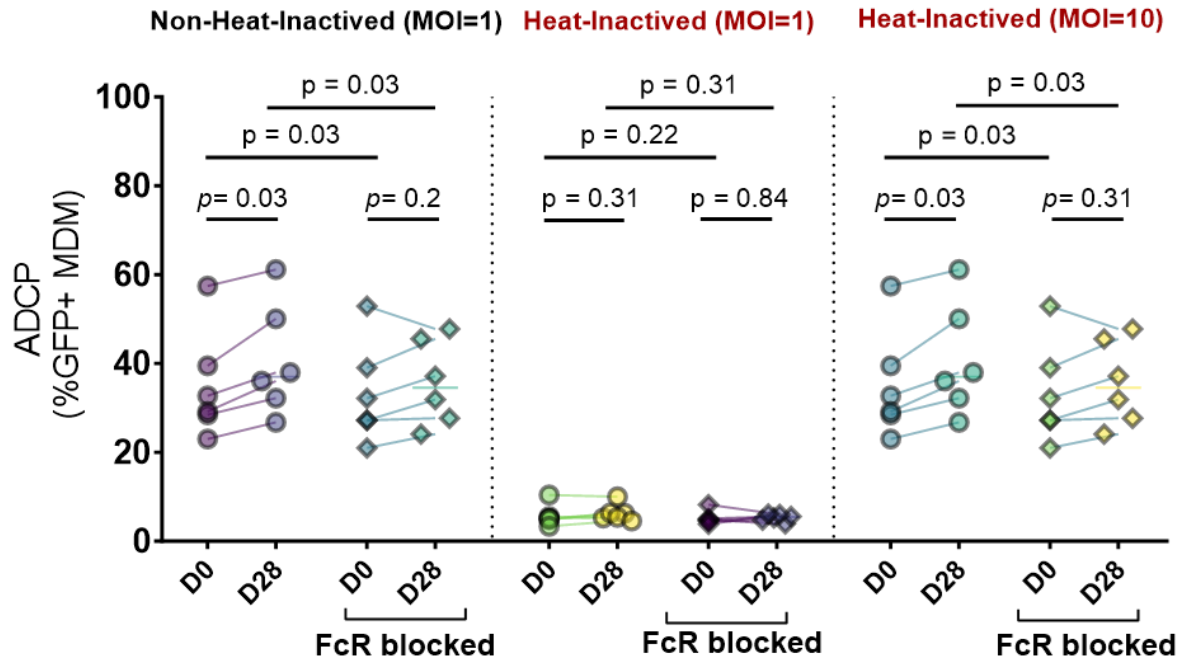 Non-Heat-Inactived (MOI=1)
Heat-Inactived (MOI=1)
Heat-Inactived (MOI=10)
ADCP
(%GFP+ MDM)
100
80
60
40
20
0
p = 0.03
p = 0.03
p= 0.03
p= 0.2
p = 0.31
p = 0.22
p = 0.31
p = 0.84
p = 0.03
p = 0.03
p= 0.03
p= 0.31
D0
D28
D0
D28
D0
D28
D0
D28
D0
D28
D0
D28
FcR blocked
FcR blocked
FcR blocked